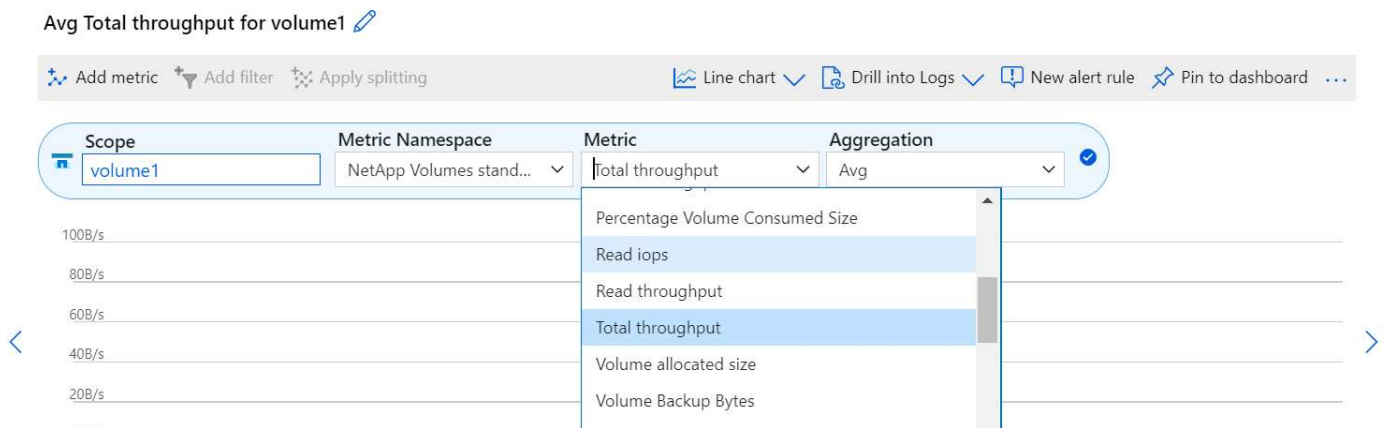 Avg Total throughput for volume1
Add metric Add filter Apply splitting Line chart Drill into Logs New alert rule Pin to dashboard ...
Scope Metric Namespace Metric Aggregation
volume1 NetApp Volumes stand... Total throughput Avg
Percentage Volume Consumed Size
100B/s
Read iops
80B/s
Read throughput
60B/s
Total throughput
40B/s
Volume allocated size
20B/s
Volume Backup Bytes